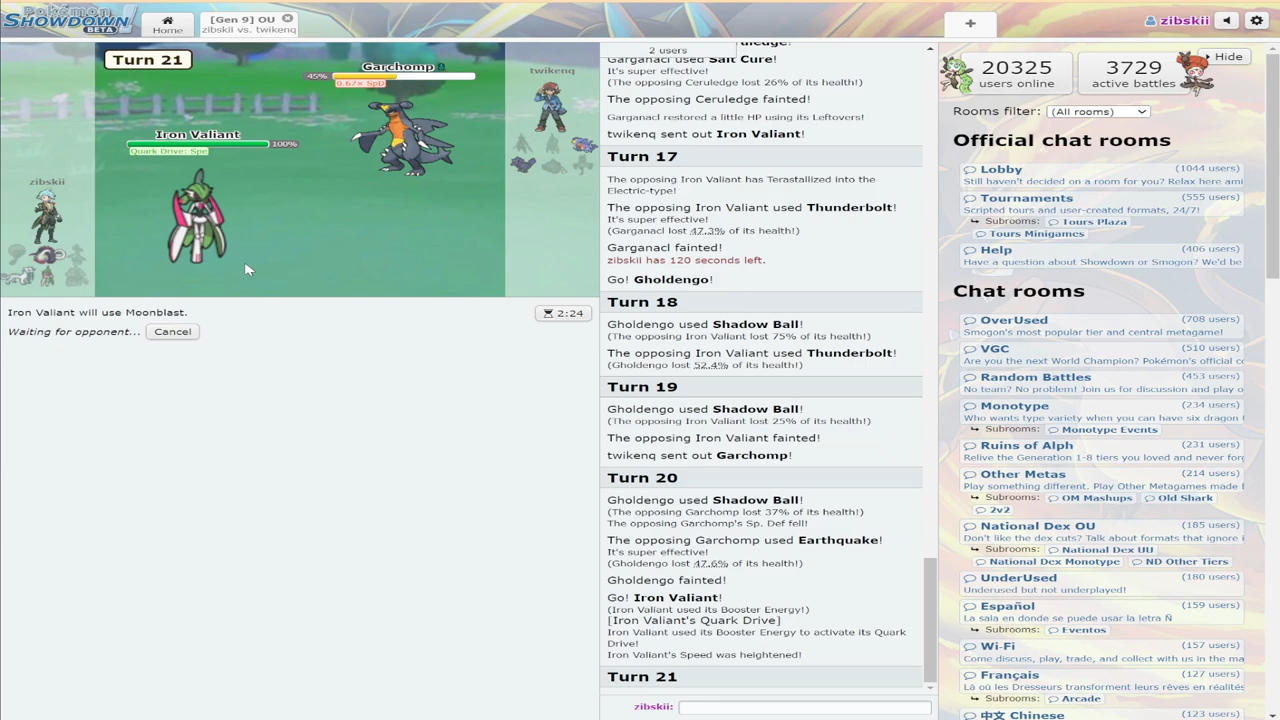 Pokémon
SHOWDOWN!
BETA
Home
[Gen 9] OU
zibskii vs. twikenq
+
zibskii
Turn 21
Garchomp
45%
0.67× SpD
twikenq
Iron Valiant
100%
Quark Drive: Spe
zibskii
Iron Valiant will use Moonblast.
Waiting for opponent... Cancel
2:24
2 users
Garganacl used Salt Cure!
It's super effective!
(The opposing Ceruledge lost 25% of its health!)
The opposing Ceruledge fainted!
Garganacl restored a little HP using its Leftovers!
twikenq sent out Iron Valiant!
Turn 17
The opposing Iron Valiant has Terastallized into the
Electric-type!
The opposing Iron Valiant used Thunderbolt!
It's super effective!
(Garganacl lost 47.3% of its health!)
Garganacl fainted!
zibskii has 120 seconds left.
Go! Gholdengo!
Turn 18
Gholdengo used Shadow Ball!
(The opposing Iron Valiant lost 75% of its health!)
The opposing Iron Valiant used Thunderbolt!
(Gholdengo lost 52.4% of its health!)
Turn 19
Gholdengo used Shadow Ball!
(The opposing Iron Valiant lost 25% of its health!)
The opposing Iron Valiant fainted!
twikenq sent out Garchomp!
Turn 20
Gholdengo used Shadow Ball!
(The opposing Garchomp lost 37% of its health!)
The opposing Garchomp's Sp. Def fell!
The opposing Garchomp used Earthquake!
It's super effective!
(Gholdengo lost 47.6% of its health!)
Gholdengo fainted!
Go! Iron Valiant!
(Iron Valiant used its Booster Energy!)
[Iron Valiant's Quark Drive]
Iron Valiant used its Booster Energy to activate its Quark
Drive!
Iron Valiant's Speed was heightened!
Turn 21
zibskii:
20325
users online
3729
active battles
Hide
Rooms filter: (All rooms)
Official chat rooms
Lobby (1044 users)
Still haven't decided on a room for you? Relax here ami
Tournaments (555 users)
Scripted tours and user-created formats, 24/7!
Subrooms: Tours Plaza
Tours Minigames
Help (406 users)
Have a question about Showdown or Smogon? We'd be
Chat rooms
OverUsed (708 users)
Smogon's most popular tier and central metagame!
VGC (510 users)
Are you the next World Champion? Pokémon's official co
Random Battles (453 users)
No team? No problem! Join us for discussion and play o
Monotype (234 users)
Who wants type variety when you can have six dragon t
Subrooms: Monotype Events
Ruins of Alph (231 users)
Relive the Generation 1-8 tiers you loved and never forg
Other Metas (214 users)
Play something different. Play Other Metagames made b
Subrooms: OM Mashups Old Shark
2v2
National Dex OU (185 users)
Don't like the dex cuts? Talk about formats that ignore i
Subrooms: National Dex UU
National Dex Monotype ND Other Tiers
UnderUsed (180 users)
Underused but not underplayed!
Español (159 users)
La sala en donde se puede usar la letra Ñ
Subrooms: Eventos
Wi-Fi (157 users)
Come discuss, play, trade, and collect with us in the ma
Français (127 users)
Là où les Dresseurs transforment leurs rêves en réalités
Subrooms: Arcade
中文 Chinese (123 users)